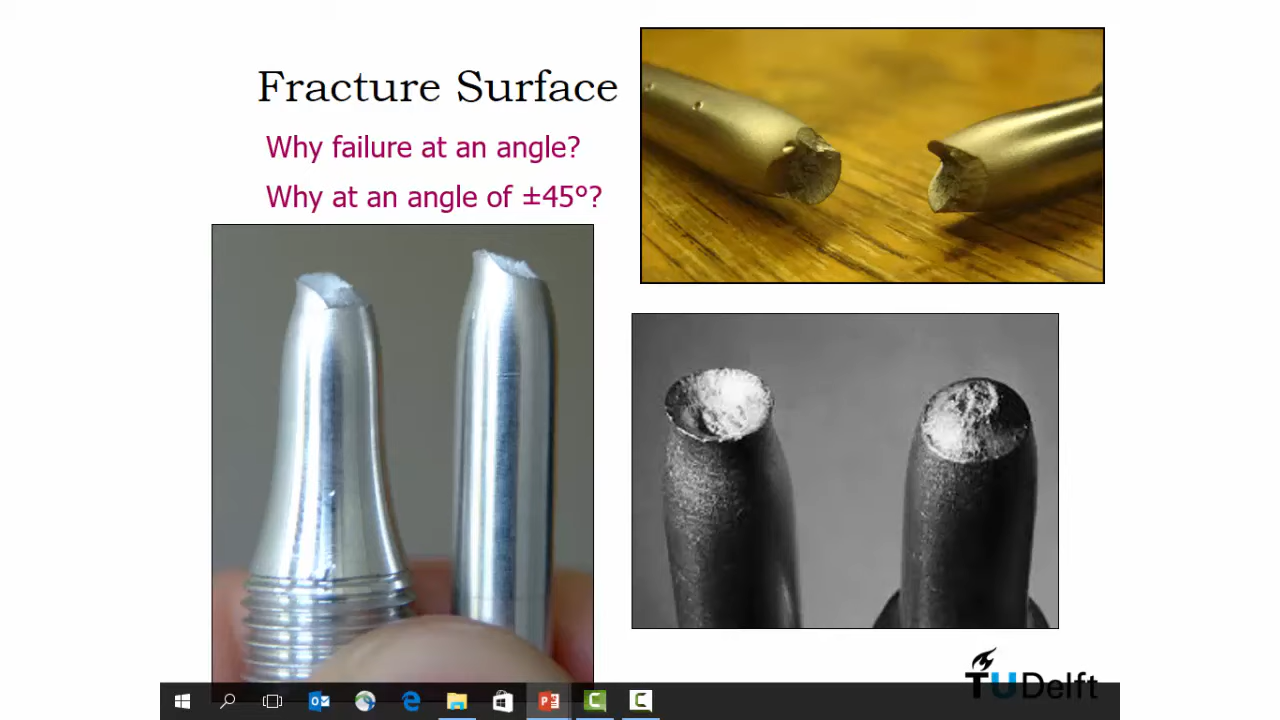 Fracture Surface
Why failure at an angle?
Why at an angle of ±45°?
TUDelft